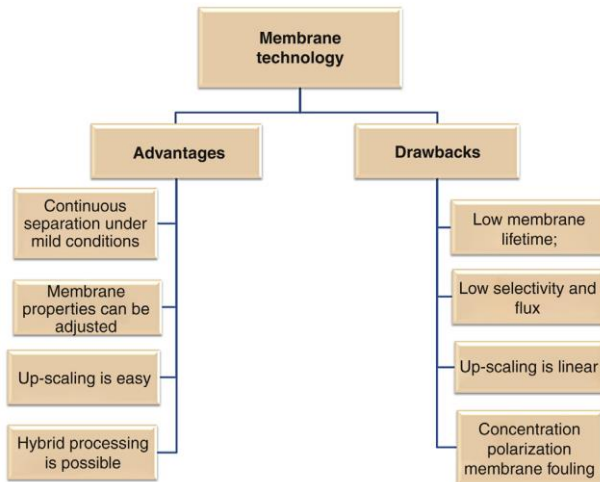 Membrane
technology
Advantages
Drawbacks
Continuous
separation under
mild conditions
Membrane
properties can be
adjusted
Up-scaling is easy
Hybrid processing
is possible
Low membrane
lifetime;
Low selectivity and
flux
Up-scaling is linear
Concentration
polarization
membrane fouling